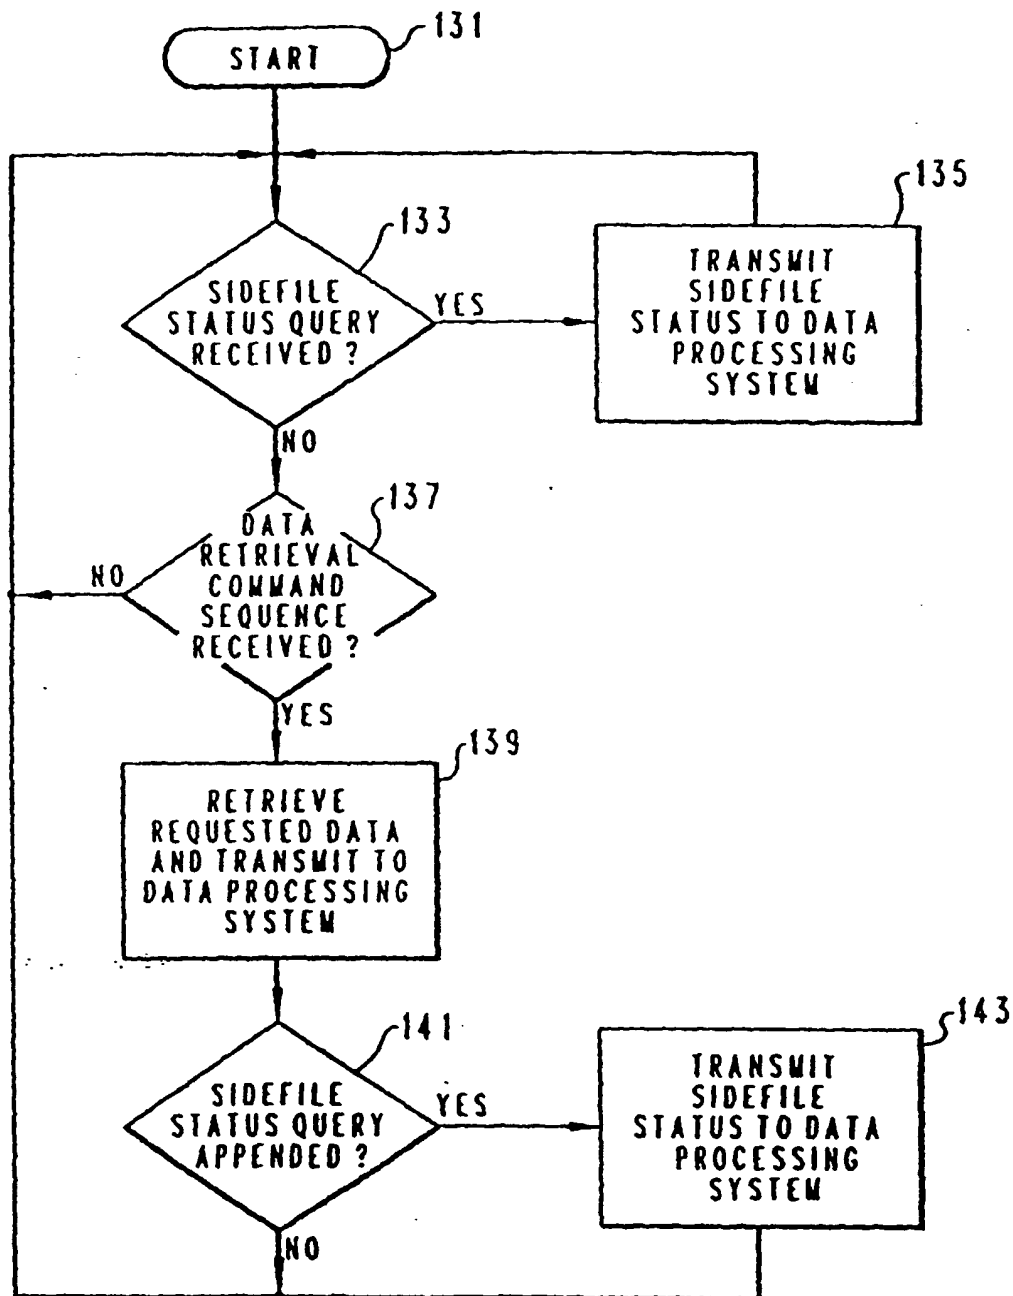 131
START
135
133
TRANSMIT
SIDEFILE
STATUS TO DATA
PROCESSING
SYSTEM
SIDEFILE
STATUS QUERY
RECEIVED ?
YES
NO
137
DATA
RETRIEVAL
COMMAND
SEQUENCE
RECEIVED ?
NO
YES
139
RETRIEVE
REQUESTED DATA
AND TRANSMIT TO
DATA PROCESSING
SYSTEM
141
143
SIDEFILE
STATUS QUERY
APPENDED ?
YES
TRANSMIT
SIDEFILE
STATUS TO DATA
PROCESSING
SYSTEM
NO